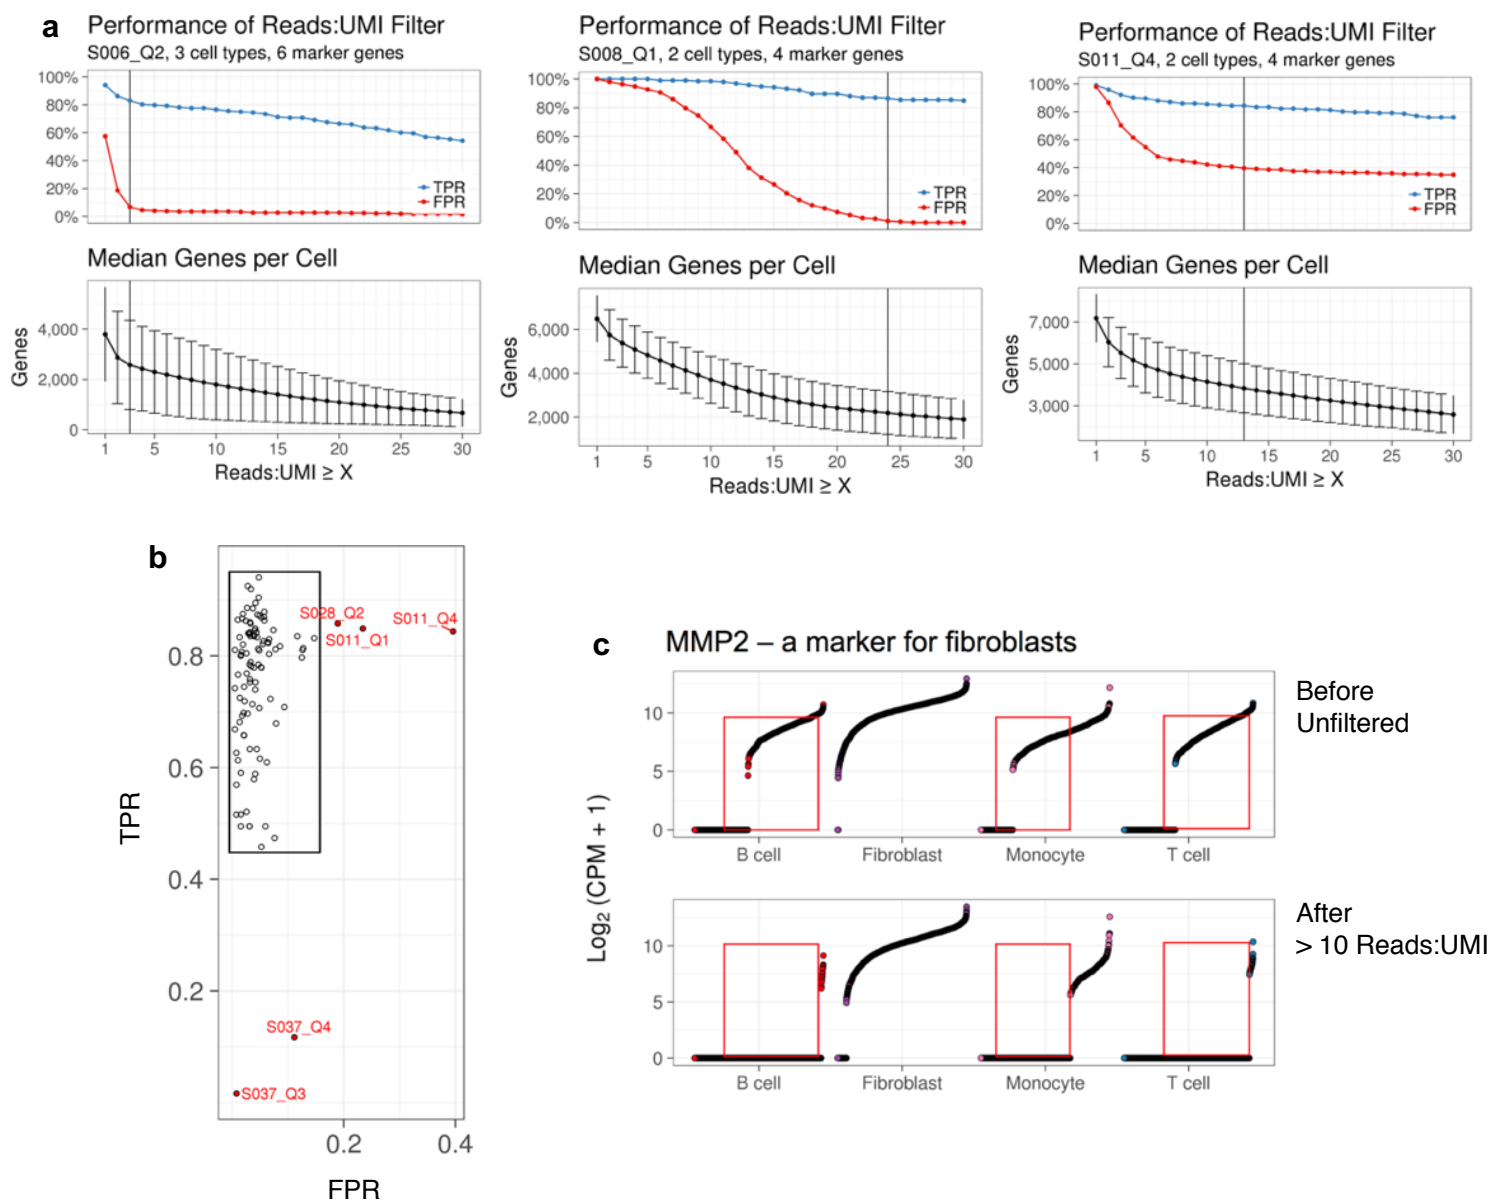 a
Performance of Reads:UMI Filter
S006_Q2, 3 cell types, 6 marker genes
100%
80%
60%
40%
20%
0%
TPR
FPR
Median Genes per Cell
Genes
4,000
2,000
0
1 5 10 15 20 25 30
Reads:UMI ≥ X
Performance of Reads:UMI Filter
S008_Q1, 2 cell types, 4 marker genes
100%
80%
60%
40%
20%
0%
TPR
FPR
Median Genes per Cell
Genes
6,000
4,000
2,000
1 5 10 15 20 25 30
Reads:UMI ≥ X
Performance of Reads:UMI Filter
S011_Q4, 2 cell types, 4 marker genes
100%
80%
60%
40%
20%
0%
TPR
FPR
Median Genes per Cell
Genes
7,000
5,000
3,000
1 5 10 15 20 25 30
Reads:UMI ≥ X
b
TPR
0.8
0.6
0.4
0.2
S028_Q2
S011_Q4
S011_Q1
S037_Q4
S037_Q3
0.2 0.4
FPR
c
MMP2 – a marker for fibroblasts
Log2 (CPM + 1)
10
5
0
B cell Fibroblast Monocyte T cell
Before
Unfiltered
10
5
0
B cell Fibroblast Monocyte T cell
After
> 10 Reads:UMI